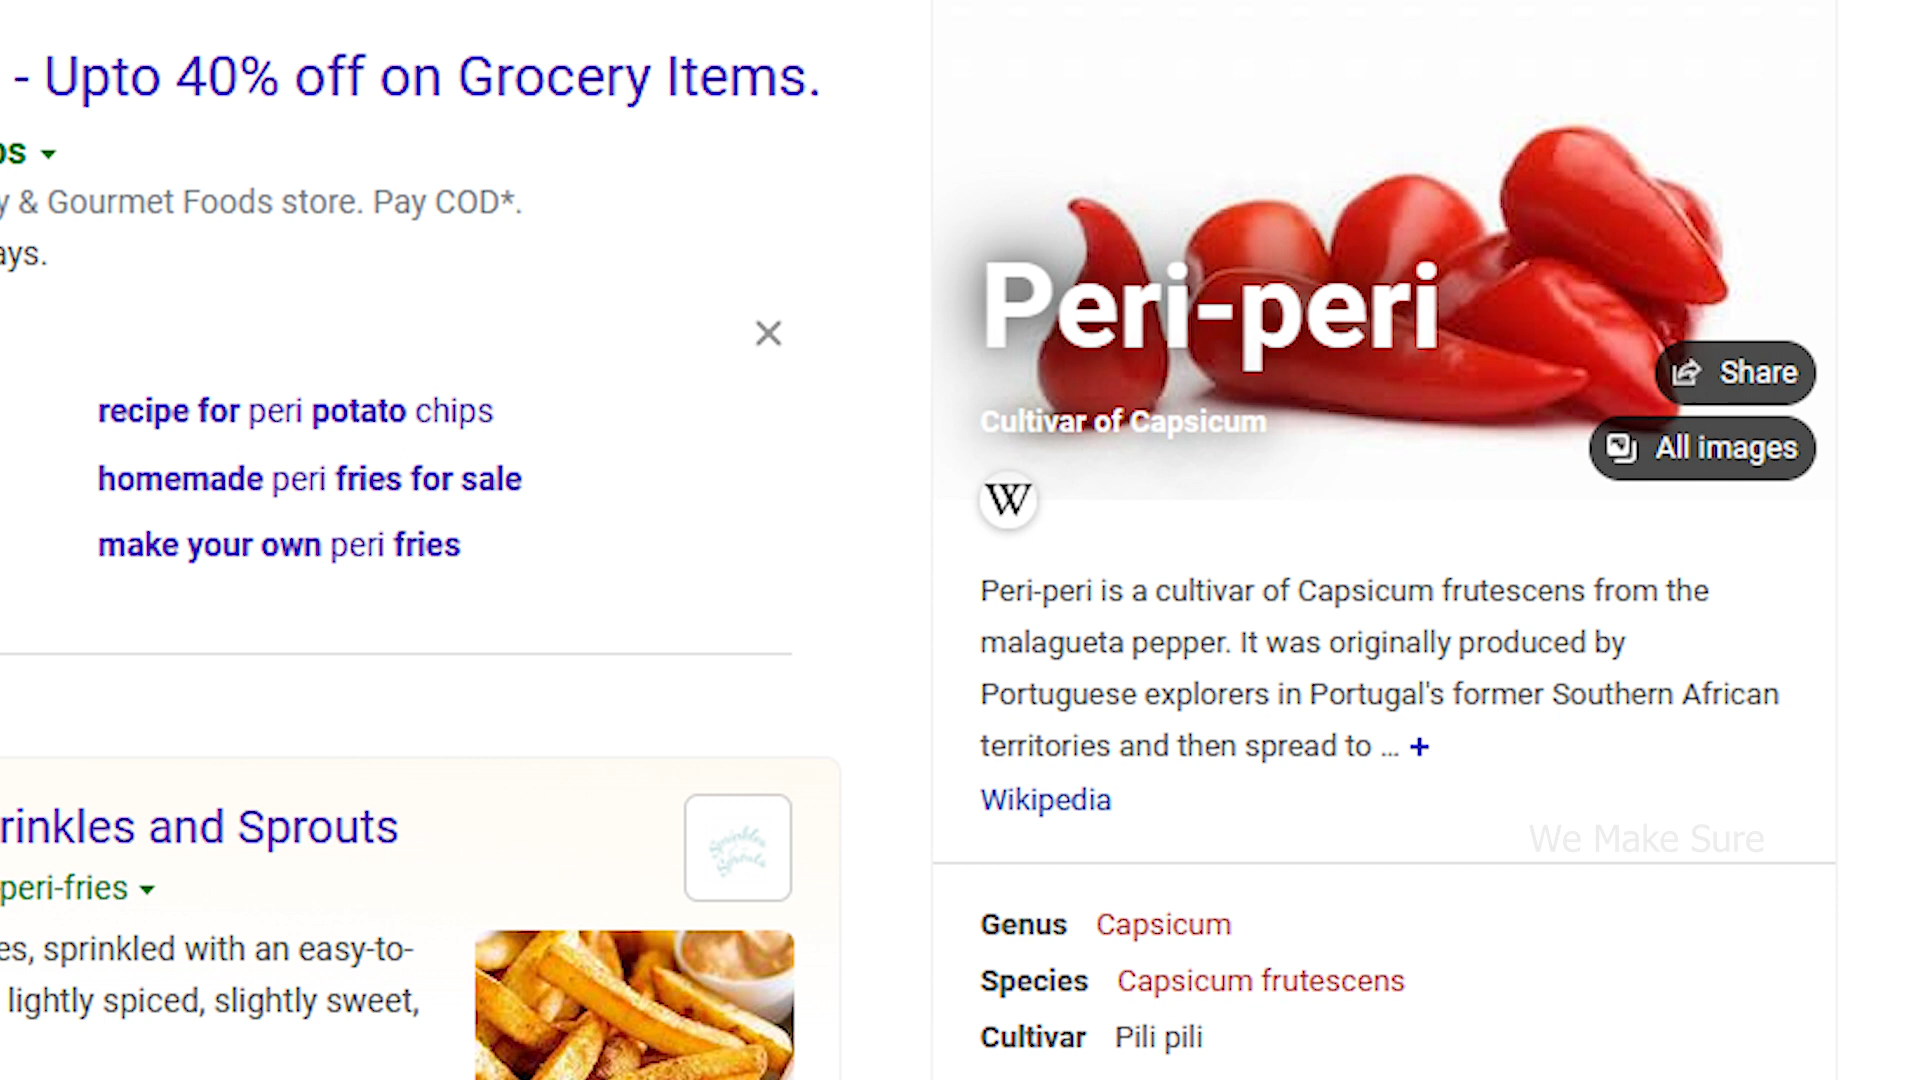 - Upto 40% off on Grocery Items.
& Gourmet Foods store. Pay COD*.
recipe for peri potato chips
homemade peri fries for sale
make your own peri fries
rinkles and Sprouts
peri-fries
es, sprinkled with an easy-to-
lightly spiced, slightly sweet,
Sprinkles
Sprouts
Peri-peri
Share
Cultivar of Capsicum
All images
W
Peri-peri is a cultivar of Capsicum frutescens from the
malagueta pepper. It was originally produced by
Portuguese explorers in Portugal's former Southern African
territories and then spread to ... +
Wikipedia
We Make Sure
Genus Capsicum
Species Capsicum frutescens
Cultivar Pili pili